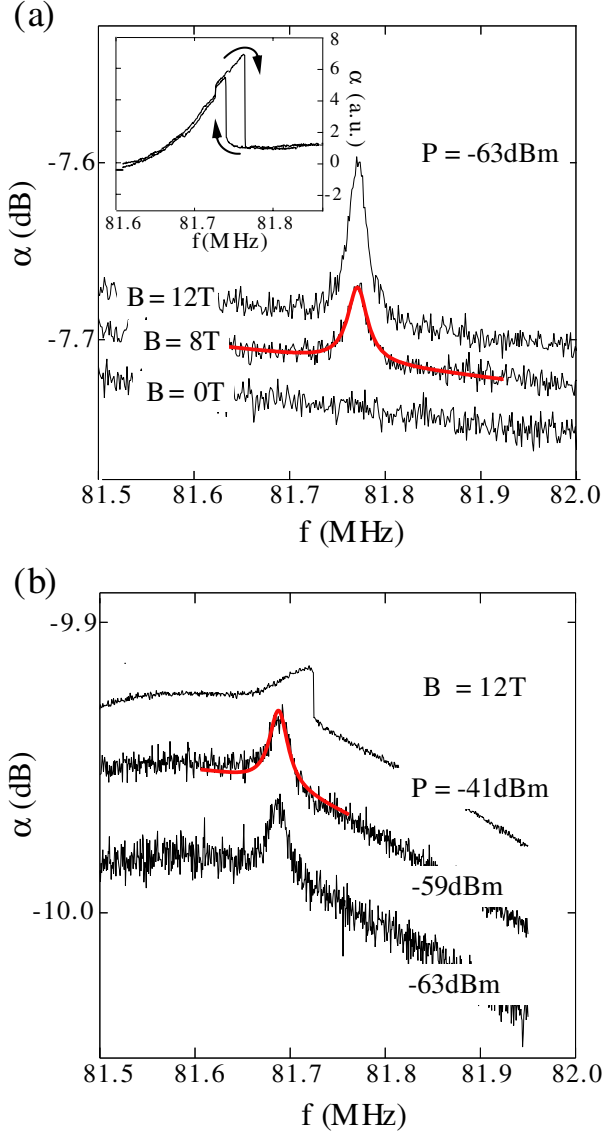 (a)
8
6
4
2
0
-2
α (a.u.)
81.6
81.7
81.8
f(MHz)
P = -63dBm
-7.6
α (dB)
B = 12T
-7.7
B = 8T
B = 0T
81.5
81.6
81.7
81.8
81.9
82.0
f (MHz)
(b)
-9.9
B = 12T
α (dB)
P = -41dBm
-59dBm
-10.0
-63dBm
81.5
81.6
81.7
81.8
81.9
82.0
f (MHz)